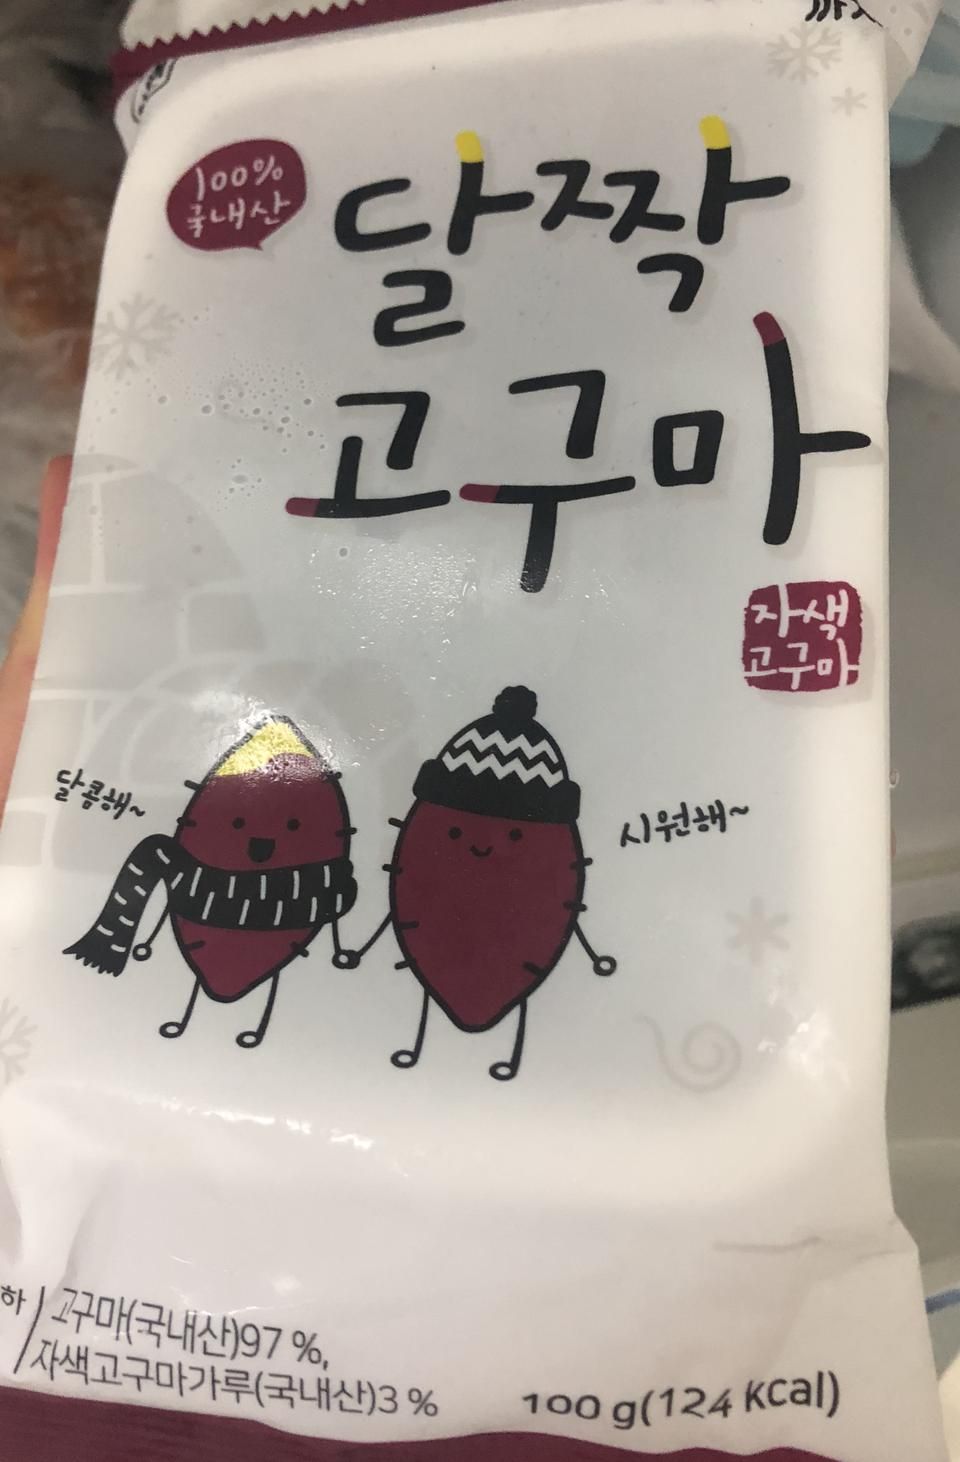 100%
국내산
달짝
고구마
자색
고구마
달콤해~
시원해~
하
고구마(국내산)97 %,
자색고구마가루(국내산)3 %
100 g(124 kcal)